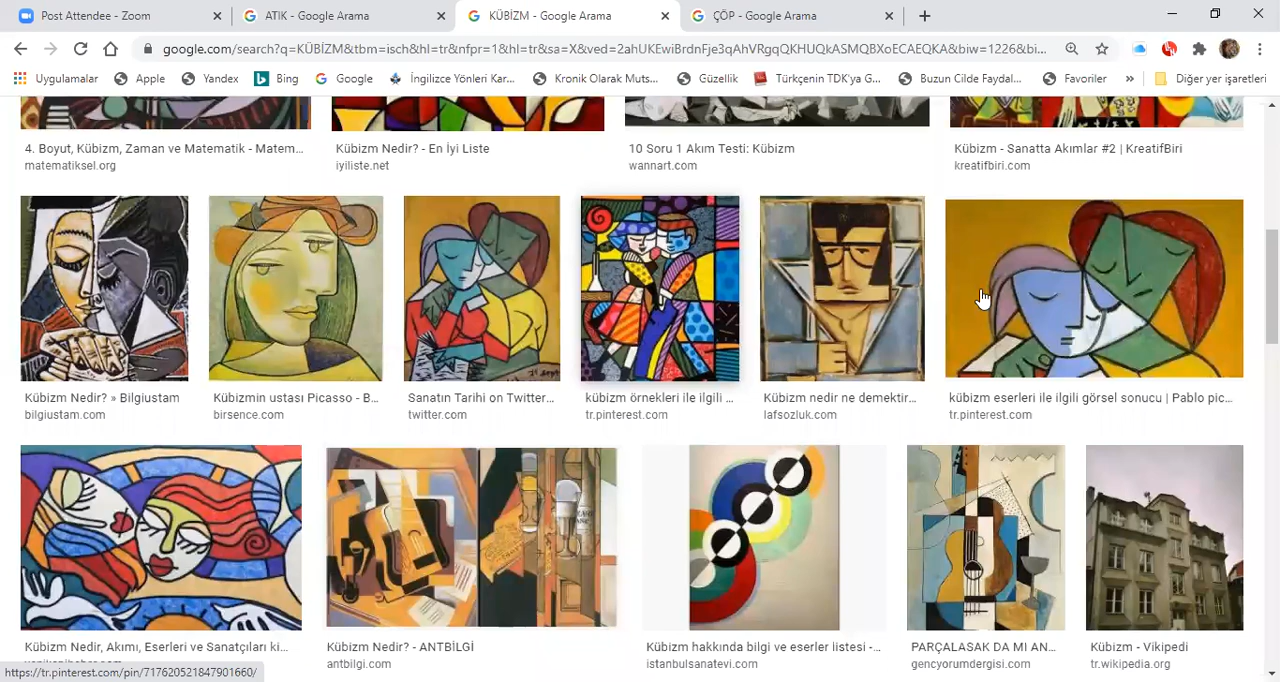 Post Attendee - Zoom
ATIK - Google Arama
KÜBİZM - Google Arama
ÇÖP - Google Arama
google.com/search?q=KÜBİZM&tbm=isch&hl=tr&nfpr=1&hl=tr&sa=X&ved=2ahUKEwiBrdnFje3qAhVRgqQKHUQkASMQBXoECAEQKA&biw=1226&bi...
Uygulamalar
Apple
Yandex
Bing
Google
İngilizce Yönleri Kar...
Kronik Olarak Muts...
Güzellik
Türkçenin TDK'ya G...
Buzun Cilde Faydal...
Favoriler
»
Diğer yer işaretleri
4. Boyut, Kübizm, Zaman ve Matematik - Matem...
matematiksel.org
Kübizm Nedir? - En İyi Liste
iyiliste.net
10 Soru 1 Akım Testi: Kübizm
wannart.com
Kübizm - Sanatta Akımlar #2 | KreatifBiri
kreatifbiri.com
Kübizm Nedir? » Bilgiustam
bilgiustam.com
Kübizmin ustası Picasso - B...
birsence.com
Sanatın Tarihi on Twitter...
twitter.com
kübizm örnekleri ile ilgili ...
tr.pinterest.com
Kübizm nedir ne demektir...
lafsozluk.com
kübizm eserleri ile ilgili görsel sonucu | Pablo pic...
tr.pinterest.com
Kübizm Nedir, Akımı, Eserleri ve Sanatçıları ki...
Kübizm Nedir? - ANTBİLGİ
antbilgi.com
Kübizm hakkında bilgi ve eserler listesi -...
istanbulsanatevi.com
PARÇALASAK DA MI AN...
gencyorumdergisi.com
Kübizm - Vikipedi
tr.wikipedia.org
https://tr.pinterest.com/pin/717620521847901660/